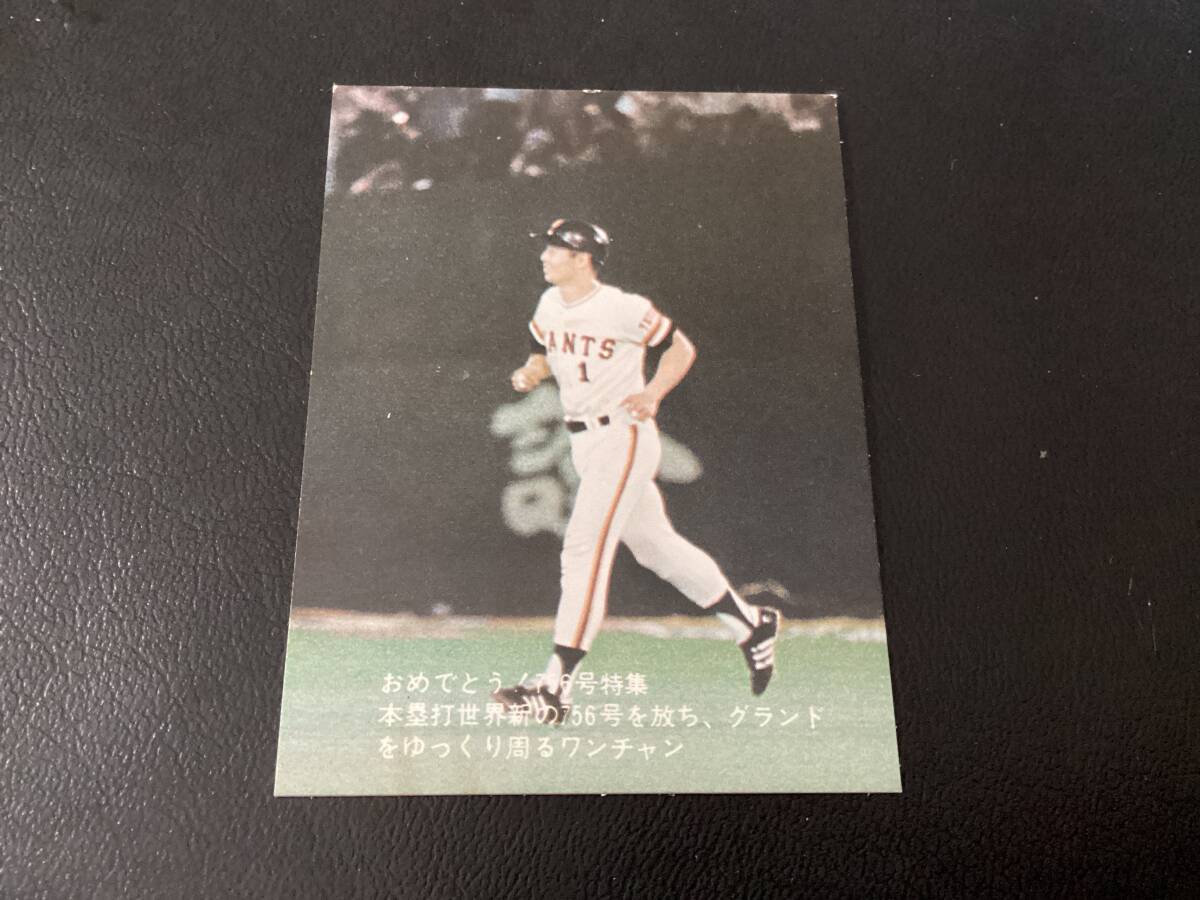 ANTS
1
おめでとう！756号特集
本塁打世界新の756号を放ち、グランド
をゆっくり周るワンチャン